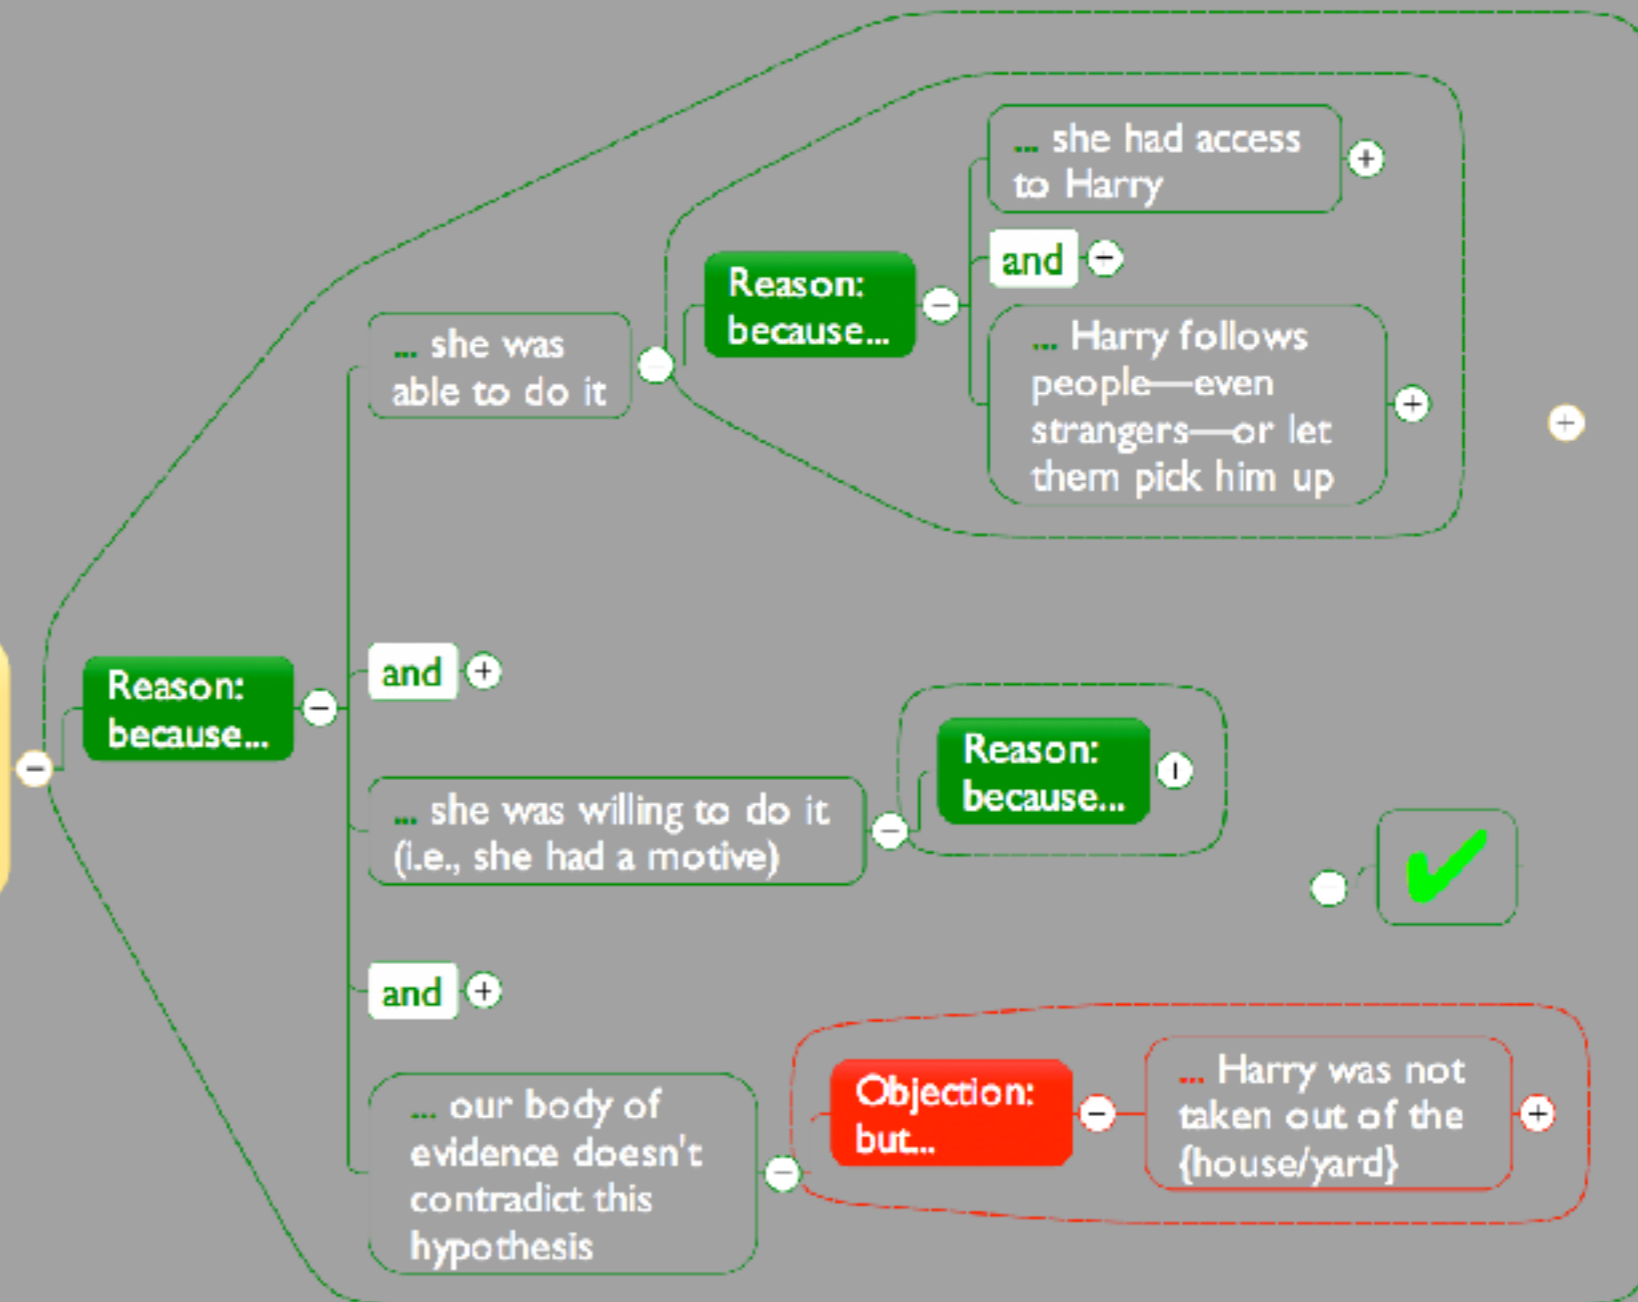 ... she had access
to Harry
and
Reason:
because...
... Harry follows
people—even
strangers—or let
them pick him up
... she was
able to do it
and
Reason:
because...
... she was willing to do it
(i.e., she had a motive)
Reason:
because...
and
... our body of
evidence doesn't
contradict this
hypothesis
Objection:
but...
... Harry was not
taken out of the
{house/yard}